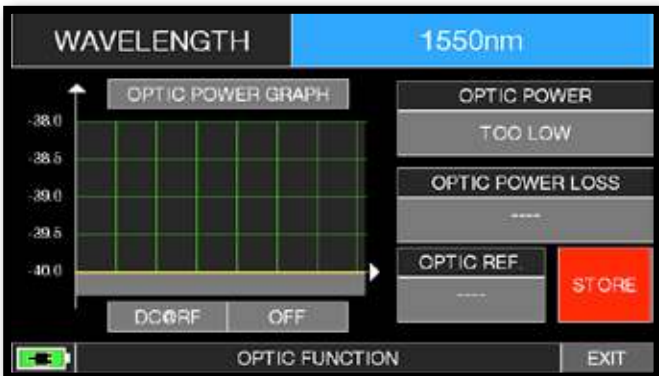 WAVELENGTH 1550nm
OPTIC POWER GRAPH
-38.0
-38.5
-39.0
-39.5
-40.0
DC@RF OFF
OPTIC POWER
TOO LOW
OPTIC POWER LOSS
----
OPTIC REF.
----
STORE
OPTIC FUNCTION EXIT